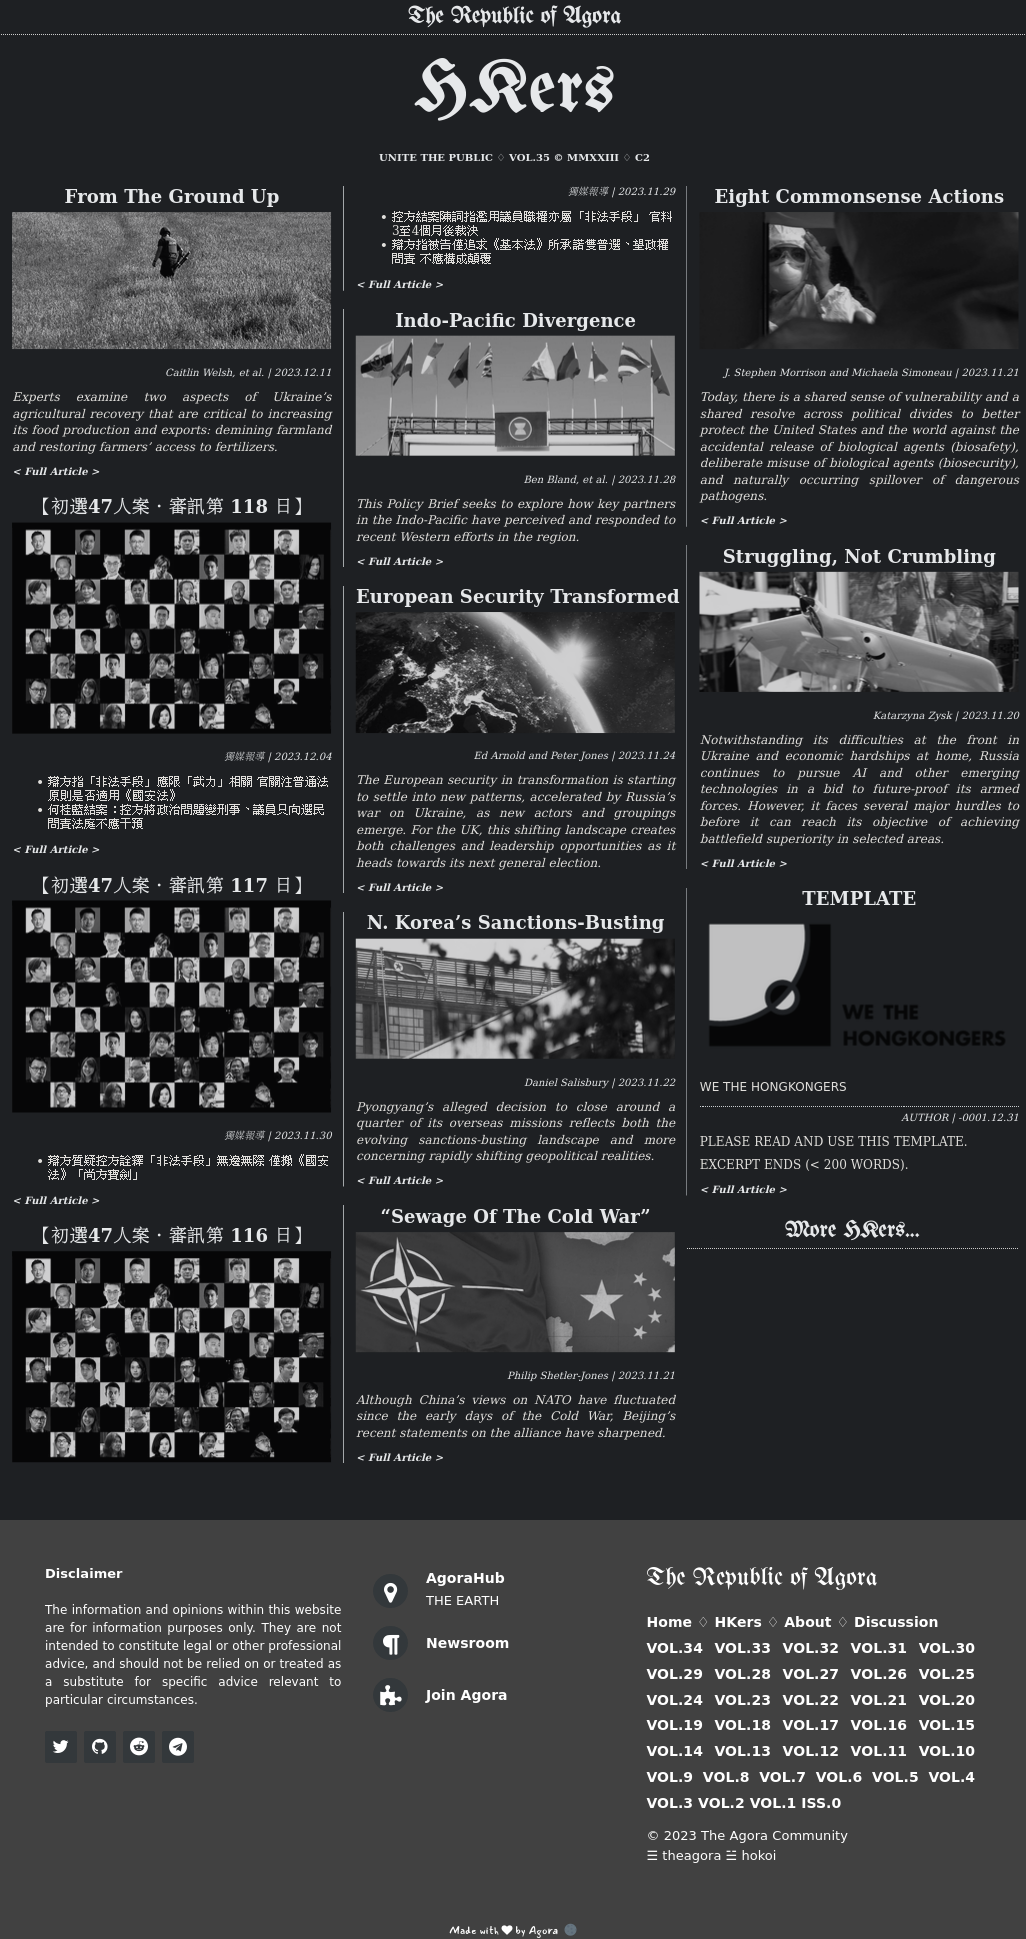 The Republic of Agora
HKers
UNITE THE PUBLIC ♢ VOL.35 © MMXXIII ♢ C2
From The Ground Up
Caitlin Welsh, et al. | 2023.12.11
Experts examine two aspects of Ukraine’s
agricultural recovery that are critical to increasing
its food production and exports: demining farmland
and restoring farmers’ access to fertilizers.
< Full Article >
【初選47人案・審訊第 118 日】
獨媒報導 | 2023.12.04
• 辯方指「非法手段」應限「武力」相關 官關注普通法
原則是否適用《國安法》
• 何桂藍結案：控方將政治問題變刑事、議員只向選民
問責法庭不應干預
< Full Article >
【初選47人案・審訊第 117 日】
獨媒報導 | 2023.11.30
• 辯方質疑控方詮釋「非法手段」無邊無際 僅揦《國安
法》「尚方寶劍」
< Full Article >
【初選47人案・審訊第 116 日】
獨媒報導 | 2023.11.29
• 控方結案陳詞指濫用議員職權亦屬「非法手段」 官料
3至4個月後裁決
• 辯方指被告僅追求《基本法》所承諾雙普選、望政權
問責 不應構成顛覆
< Full Article >
Indo-Pacific Divergence
Ben Bland, et al. | 2023.11.28
This Policy Brief seeks to explore how key partners
in the Indo-Pacific have perceived and responded to
recent Western efforts in the region.
< Full Article >
European Security Transformed
Ed Arnold and Peter Jones | 2023.11.24
The European security in transformation is starting
to settle into new patterns, accelerated by Russia’s
war on Ukraine, as new actors and groupings
emerge. For the UK, this shifting landscape creates
both challenges and leadership opportunities as it
heads towards its next general election.
< Full Article >
N. Korea’s Sanctions-Busting
Daniel Salisbury | 2023.11.22
Pyongyang’s alleged decision to close around a
quarter of its overseas missions reflects both the
evolving sanctions-busting landscape and more
concerning rapidly shifting geopolitical realities.
< Full Article >
“Sewage Of The Cold War”
Philip Shetler-Jones | 2023.11.21
Although China’s views on NATO have fluctuated
since the early days of the Cold War, Beijing’s
recent statements on the alliance have sharpened.
< Full Article >
Eight Commonsense Actions
J. Stephen Morrison and Michaela Simoneau | 2023.11.21
Today, there is a shared sense of vulnerability and a
shared resolve across political divides to better
protect the United States and the world against the
accidental release of biological agents (biosafety),
deliberate misuse of biological agents (biosecurity),
and naturally occurring spillover of dangerous
pathogens.
< Full Article >
Struggling, Not Crumbling
Katarzyna Zysk | 2023.11.20
Notwithstanding its difficulties at the front in
Ukraine and economic hardships at home, Russia
continues to pursue AI and other emerging
technologies in a bid to future-proof its armed
forces. However, it faces several major hurdles to
before it can reach its objective of achieving
battlefield superiority in selected areas.
< Full Article >
TEMPLATE
WE THE
HONGKONGERS
WE THE HONGKONGERS
AUTHOR | -0001.12.31
PLEASE READ AND USE THIS TEMPLATE.
EXCERPT ENDS (< 200 WORDS).
< Full Article >
More HKers...
Disclaimer
The information and opinions within this website
are for information purposes only. They are not
intended to constitute legal or other professional
advice, and should not be relied on or treated as
a substitute for specific advice relevant to
particular circumstances.
AgoraHub
THE EARTH
Newsroom
Join Agora
The Republic of Agora
Home ♢ HKers ♢ About ♢ Discussion
VOL.34 VOL.33 VOL.32 VOL.31 VOL.30
VOL.29 VOL.28 VOL.27 VOL.26 VOL.25
VOL.24 VOL.23 VOL.22 VOL.21 VOL.20
VOL.19 VOL.18 VOL.17 VOL.16 VOL.15
VOL.14 VOL.13 VOL.12 VOL.11 VOL.10
VOL.9 VOL.8 VOL.7 VOL.6 VOL.5 VOL.4
VOL.3 VOL.2 VOL.1 ISS.0
© 2023 The Agora Community
☰ theagora ☱ hokoi
Made with ♥ by Agora